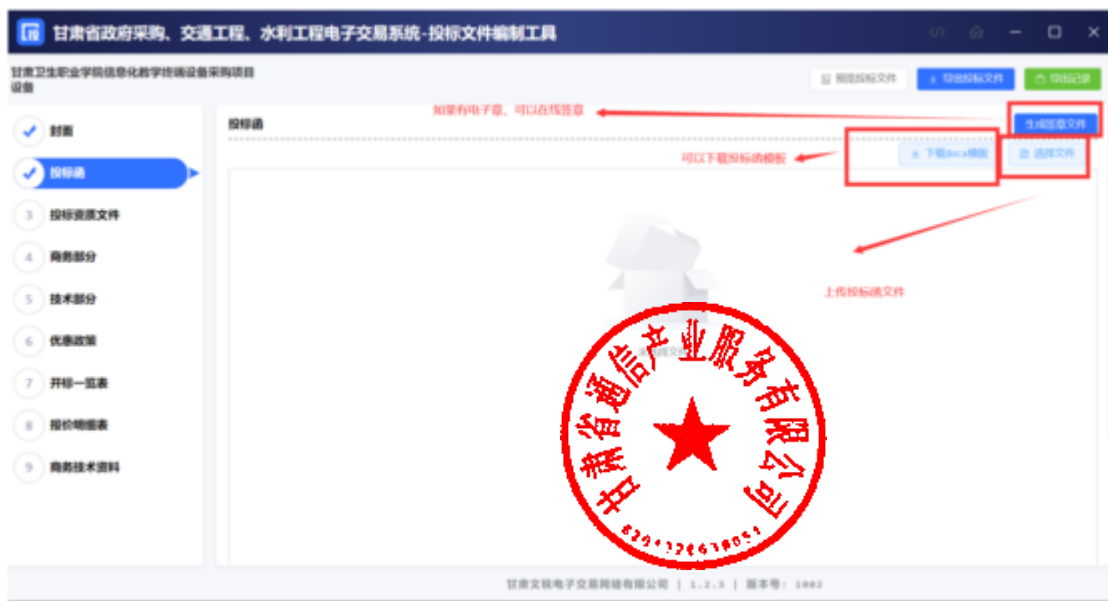 甘肃省政府采购、交通工程、水利工程电子交易系统-投标文件编制工具
甘肃卫生职业学院信息化教学终端设备采购项目
设备
预览投标文件
导出投标文件
导出记录
如果有电子章，可以在线签章
生成签章文件
封面
投标函
可以下载投标函模板
下载docx模版
选择文件
投标函
3 投标资质文件
4 商务部分
上传投标函文件
5 技术部分
6 优惠政策
7 开标一览表
8 报价明细表
9 商务技术资料
甘肃省通信产业服务有限公司
甘肃文锐电子交易网络有限公司 | 1.2.3 | 版本号: 1002